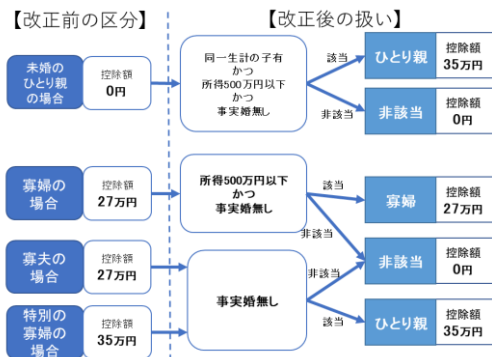 【改正前の区分】
【改正後の扱い】
未婚の
ひとり親
の場合
控除額
0円
同一生計の子有
かつ
所得500万円以下
かつ
事実婚無し
該当
非該当
ひとり親
控除額
35万円
非該当
控除額
0円
寡婦の
場合
控除額
27万円
所得500万円以下
かつ
事実婚無し
該当
非該当
寡婦
控除額
27万円
寡夫の
場合
控除額
27万円
特別の
寡婦の
場合
控除額
35万円
事実婚無し
非該当
該当
非該当
控除額
0円
ひとり親
控除額
35万円